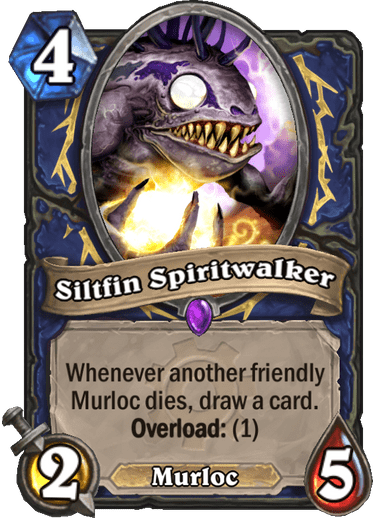 4
Siltfin Spiritwalker
Whenever another friendly
Murloc dies, draw a card.
Overload: (1)
2
Murloc
5